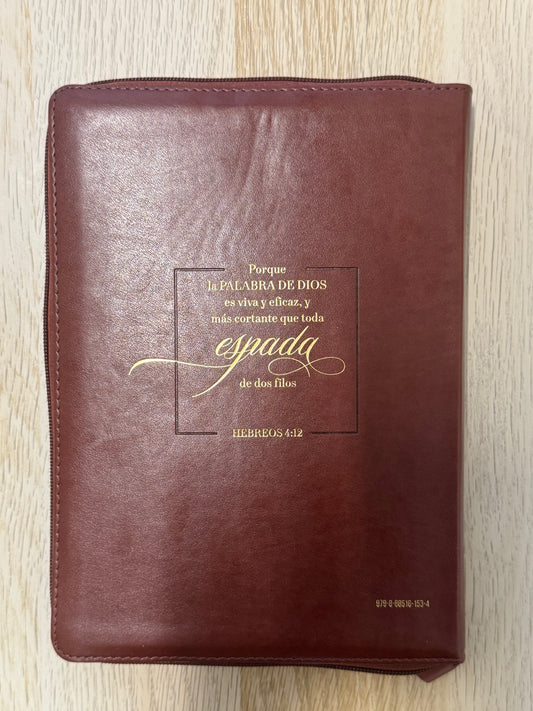 Porque
la PALABRA DE DIOS
es viva y eficaz, y
más cortante que toda
espada
de dos filos
HEBREOS 4:12
979-8-88516-153-4